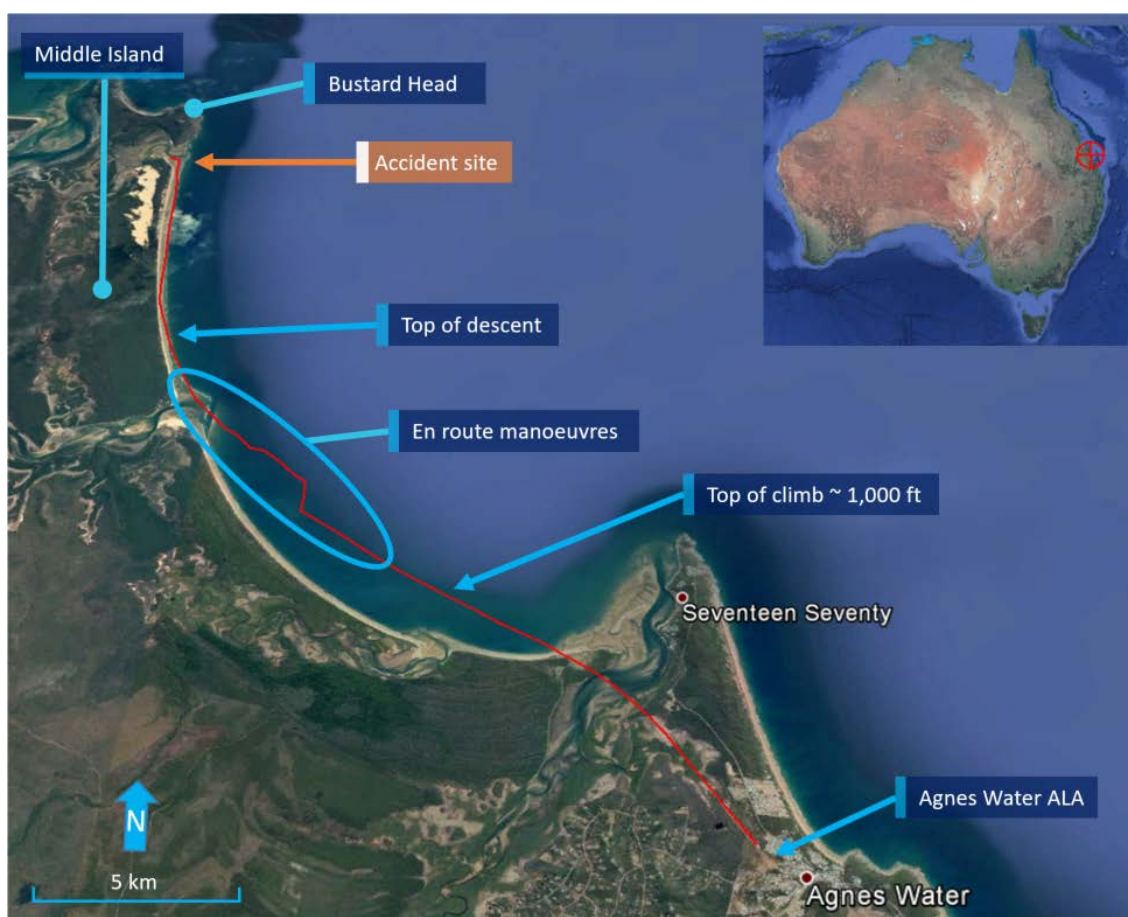 Middle Island
Bustard Head
Accident site
Top of descent
En route manoeuvres
Top of climb ~ 1,000 ft
Seventeen Seventy
Agnes Water ALA
N
5 km
Agnes Water